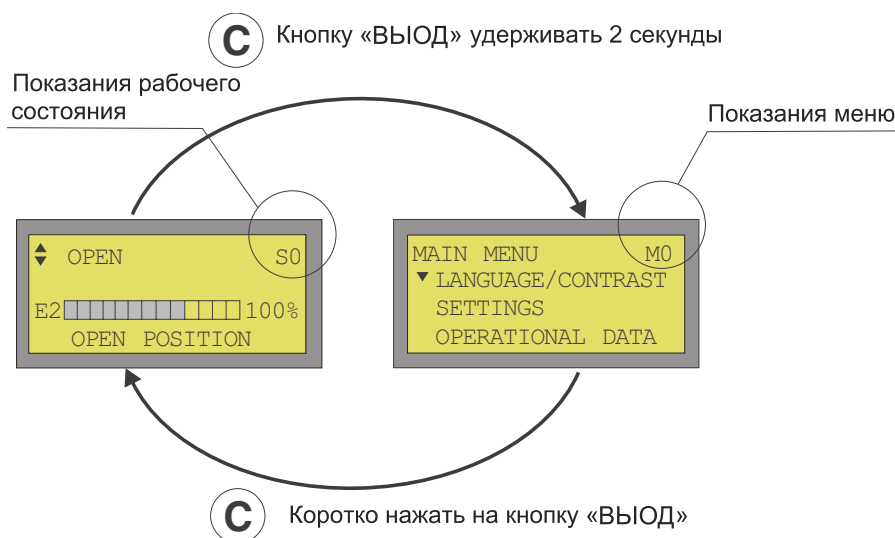 C Кнопку «ВЫОД» удерживать 2 секунды
Показания рабочего
состояния
Показания меню
OPEN S0
E2 100%
OPEN POSITION
MAIN MENU M0
LANGUAGE/CONTRAST
SETTINGS
OPERATIONAL DATA
C Коротко нажать на кнопку «ВЫОД»